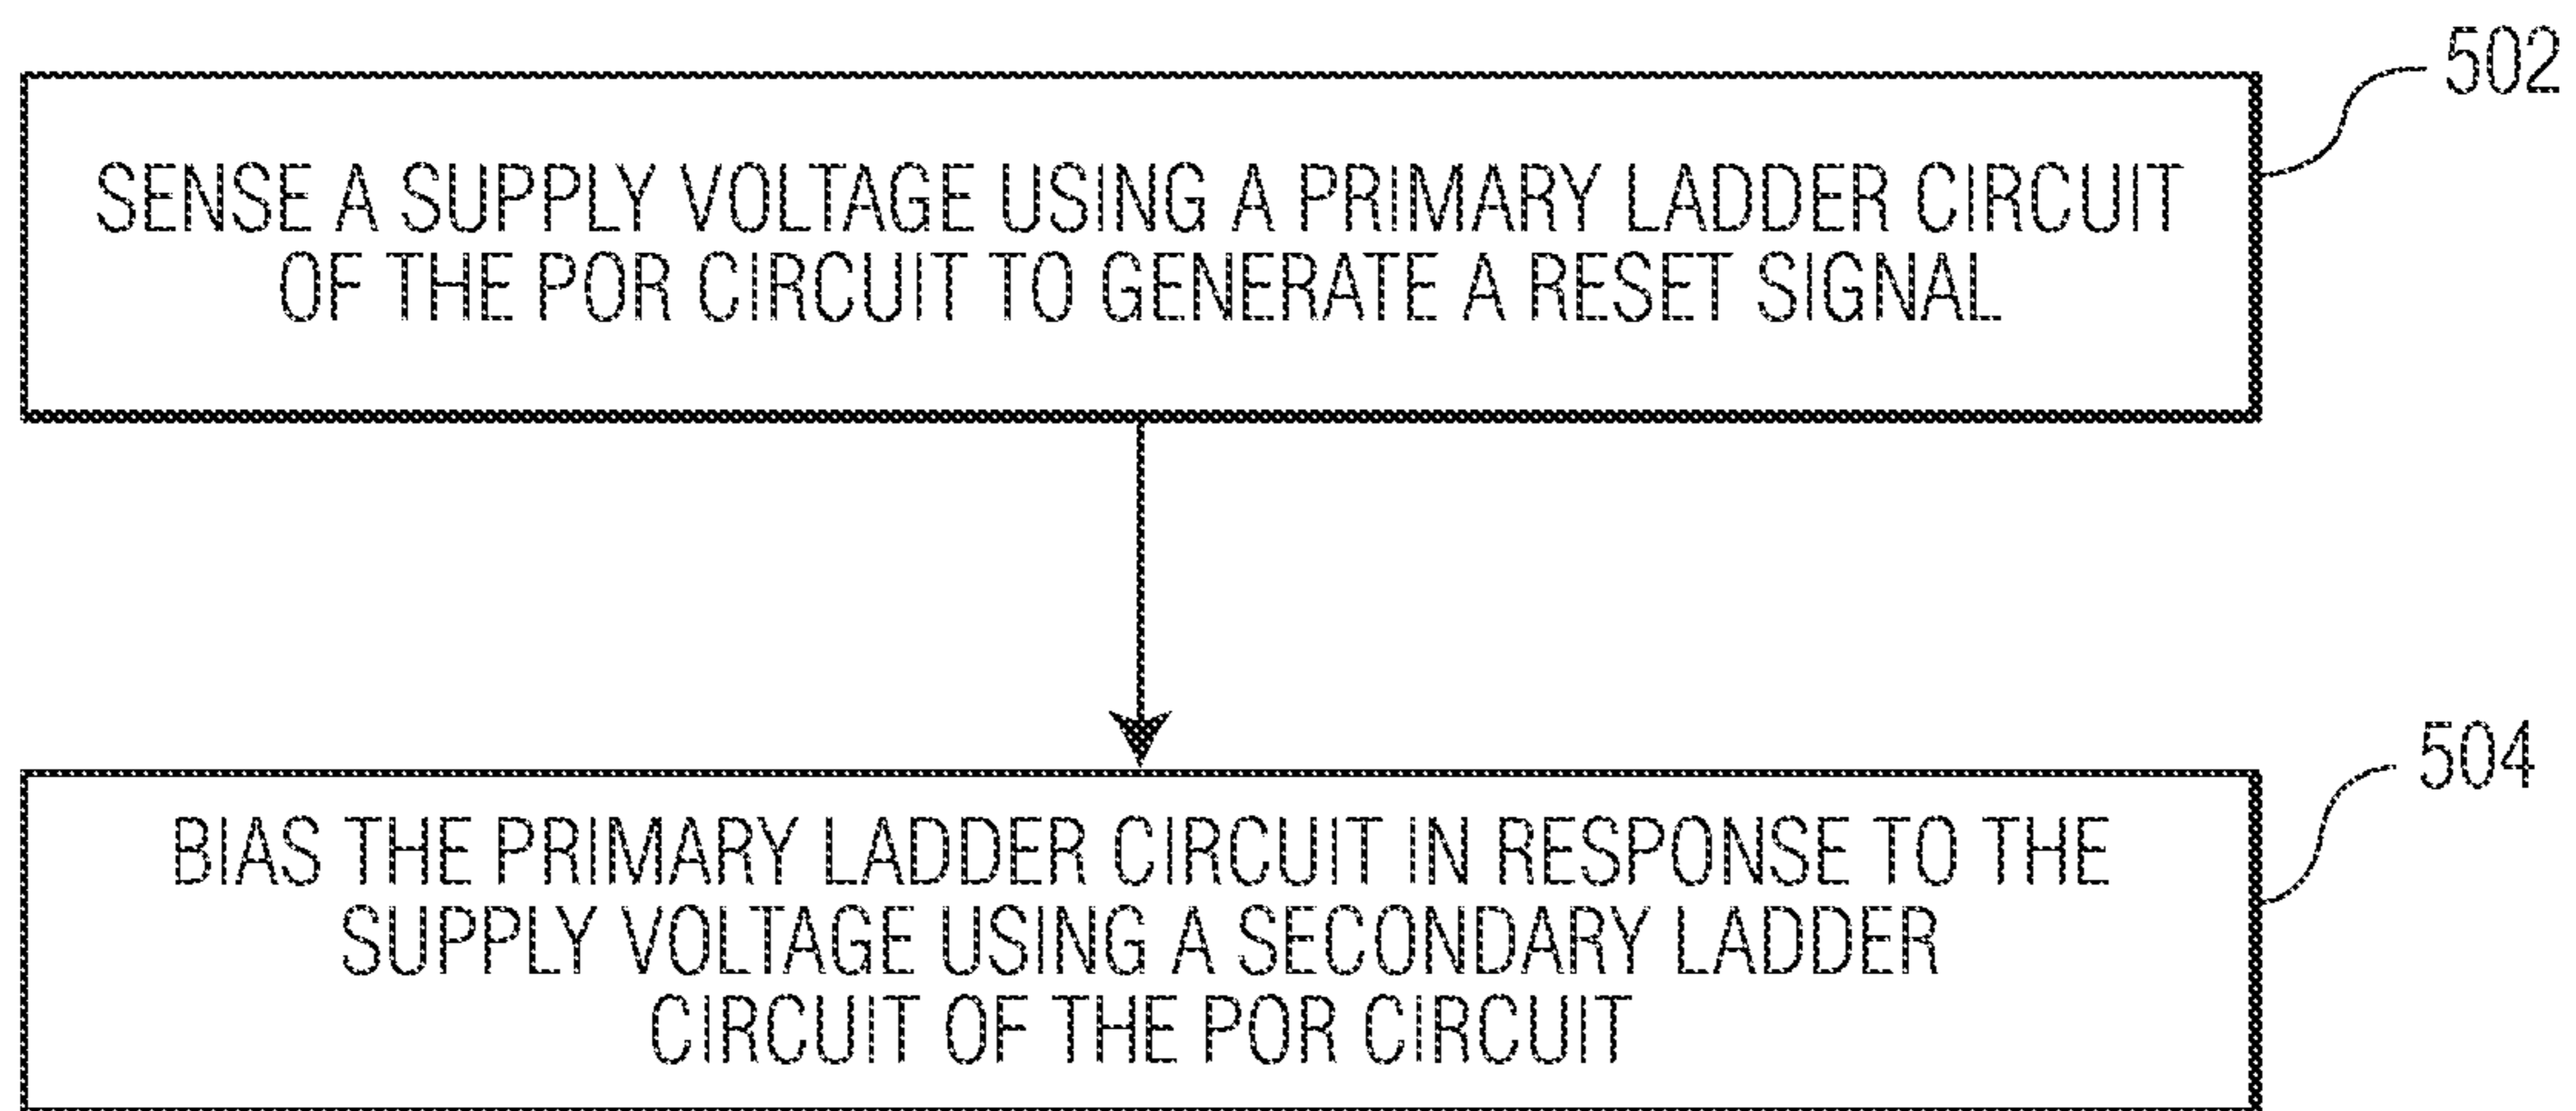 502
SENSE A SUPPLY VOLTAGE USING A PRIMARY LADDER CIRCUIT
OF THE POR CIRCUIT TO GENERATE A RESET SIGNAL
504
BIAS THE PRIMARY LADDER CIRCUIT IN RESPONSE TO THE
SUPPLY VOLTAGE USING A SECONDARY LADDER
CIRCUIT OF THE POR CIRCUIT